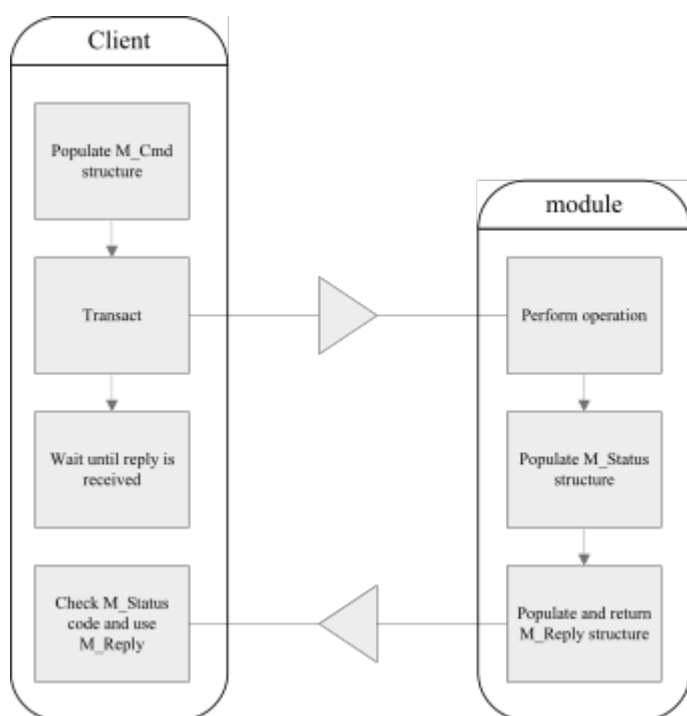 Client
Populate M_Cmd
structure
Transact
Wait until reply is
received
Check M_Status
code and use
M_Reply
module
Perform operation
Populate M_Status
structure
Populate and return
M_Reply structure